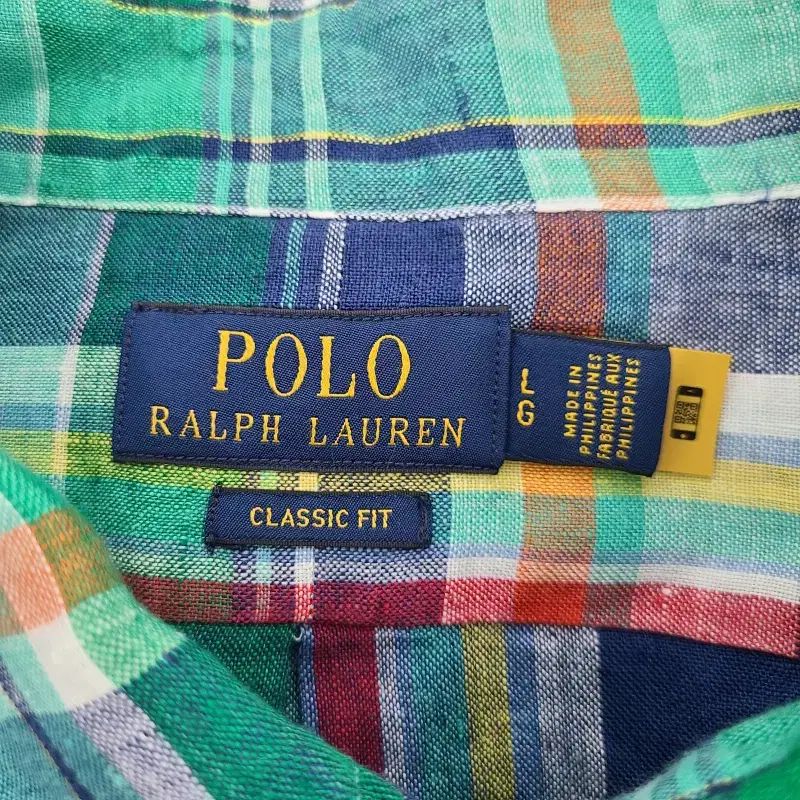 POLO
RALPH LAUREN
L
G
MADE IN
PHILIPPINES
FABRIQUÉ AUX
PHILIPPINES
CLASSIC FIT